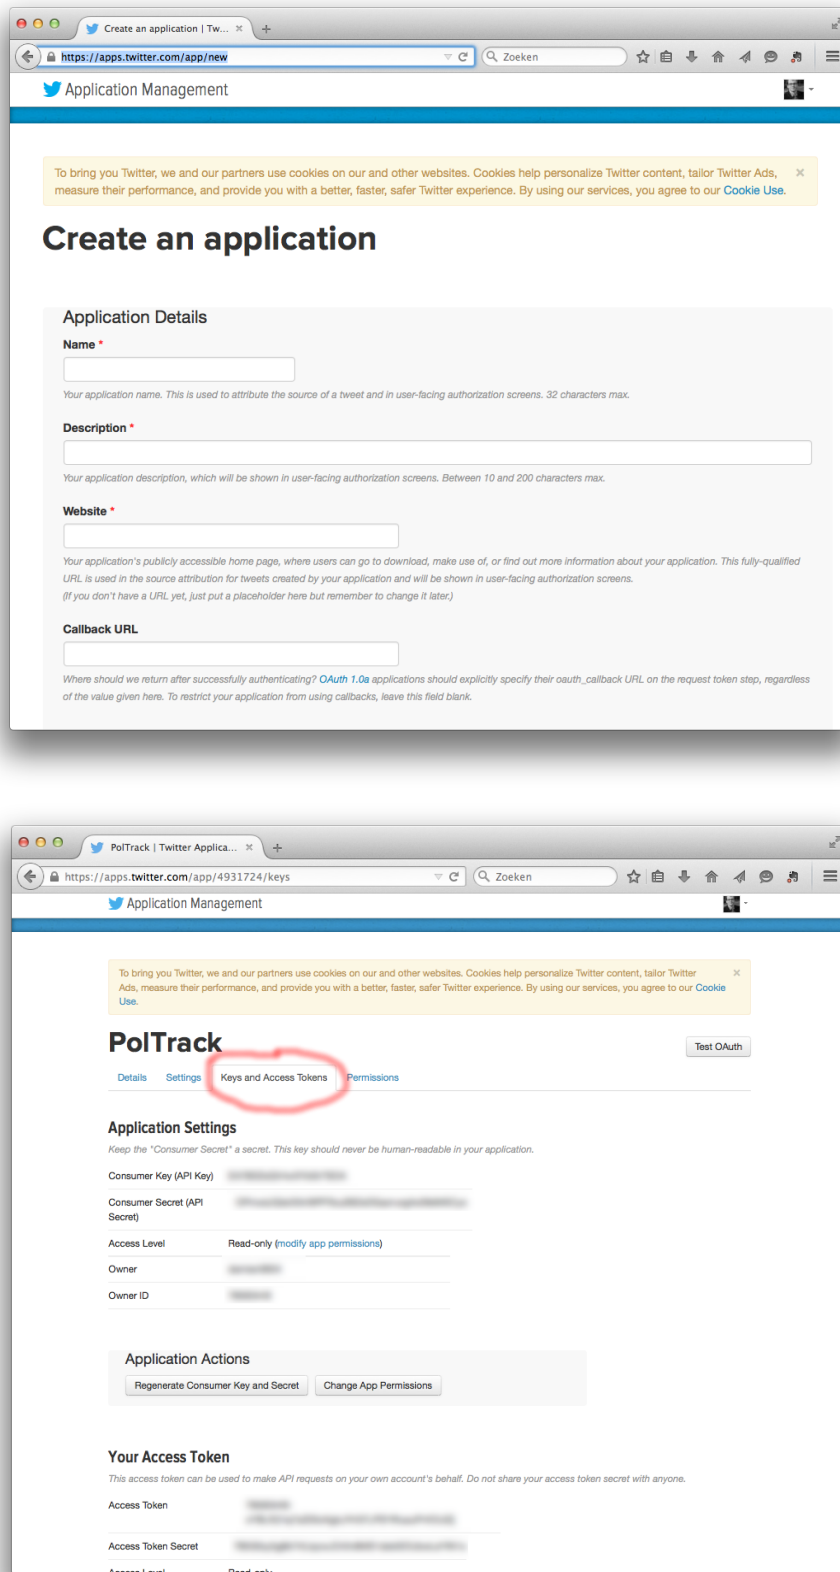 Create an application | Tw...
https://apps.twitter.com/app/new
Zoeken
Application Management
To bring you Twitter, we and our partners use cookies on our and other websites. Cookies help personalize Twitter content, tailor Twitter Ads,
measure their performance, and provide you with a better, faster, safer Twitter experience. By using our services, you agree to our Cookie Use.
Create an application
Application Details
Name *
Your application name. This is used to attribute the source of a tweet and in user-facing authorization screens. 32 characters max.
Description *
Your application description, which will be shown in user-facing authorization screens. Between 10 and 200 characters max.
Website *
Your application's publicly accessible home page, where users can go to download, make use of, or find out more information about your application. This fully-qualified
URL is used in the source attribution for tweets created by your application and will be shown in user-facing authorization screens.
(If you don't have a URL yet, just put a placeholder here but remember to change it later.)
Callback URL
Where should we return after successfully authenticating? OAuth 1.0a applications should explicitly specify their oauth_callback URL on the request token step, regardless
of the value given here. To restrict your application from using callbacks, leave this field blank.
PolTrack | Twitter Applica...
https://apps.twitter.com/app/4931724/keys
Zoeken
Application Management
To bring you Twitter, we and our partners use cookies on our and other websites. Cookies help personalize Twitter content, tailor Twitter
Ads, measure their performance, and provide you with a better, faster, safer Twitter experience. By using our services, you agree to our Cookie
Use.
PolTrack
Test OAuth
Details Settings Keys and Access Tokens Permissions
Application Settings
Keep the "Consumer Secret" a secret. This key should never be human-readable in your application.
Consumer Key (API Key)
Consumer Secret (API
Secret)
Access Level Read-only (modify app permissions)
Owner
Owner ID
Application Actions
Regenerate Consumer Key and Secret Change App Permissions
Your Access Token
This access token can be used to make API requests on your own account's behalf. Do not share your access token secret with anyone.
Access Token
Access Token Secret
Access Level Read-only